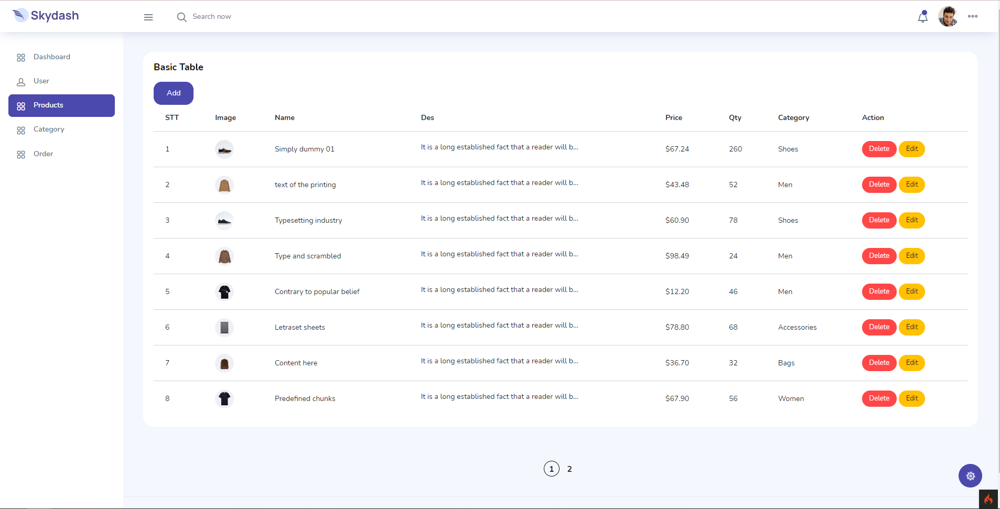 Skydash
Search now
Dashboard
User
Products
Category
Order
Basic Table
Add
STT Image Name Des Price Qty Category Action
1 Simply dummy 01 It is a long established fact that a reader will b... $67.24 260 Shoes Delete Edit
2 text of the printing It is a long established fact that a reader will b... $43.48 52 Men Delete Edit
3 Typesetting industry It is a long established fact that a reader will b... $60.90 78 Shoes Delete Edit
4 Type and scrambled It is a long established fact that a reader will b... $98.49 24 Men Delete Edit
5 Contrary to popular belief It is a long established fact that a reader will b... $12.20 46 Men Delete Edit
6 Letraset sheets It is a long established fact that a reader will b... $78.80 68 Accessories Delete Edit
7 Content here It is a long established fact that a reader will b... $36.70 32 Bags Delete Edit
8 Predefined chunks It is a long established fact that a reader will b... $67.90 56 Women Delete Edit
1 2